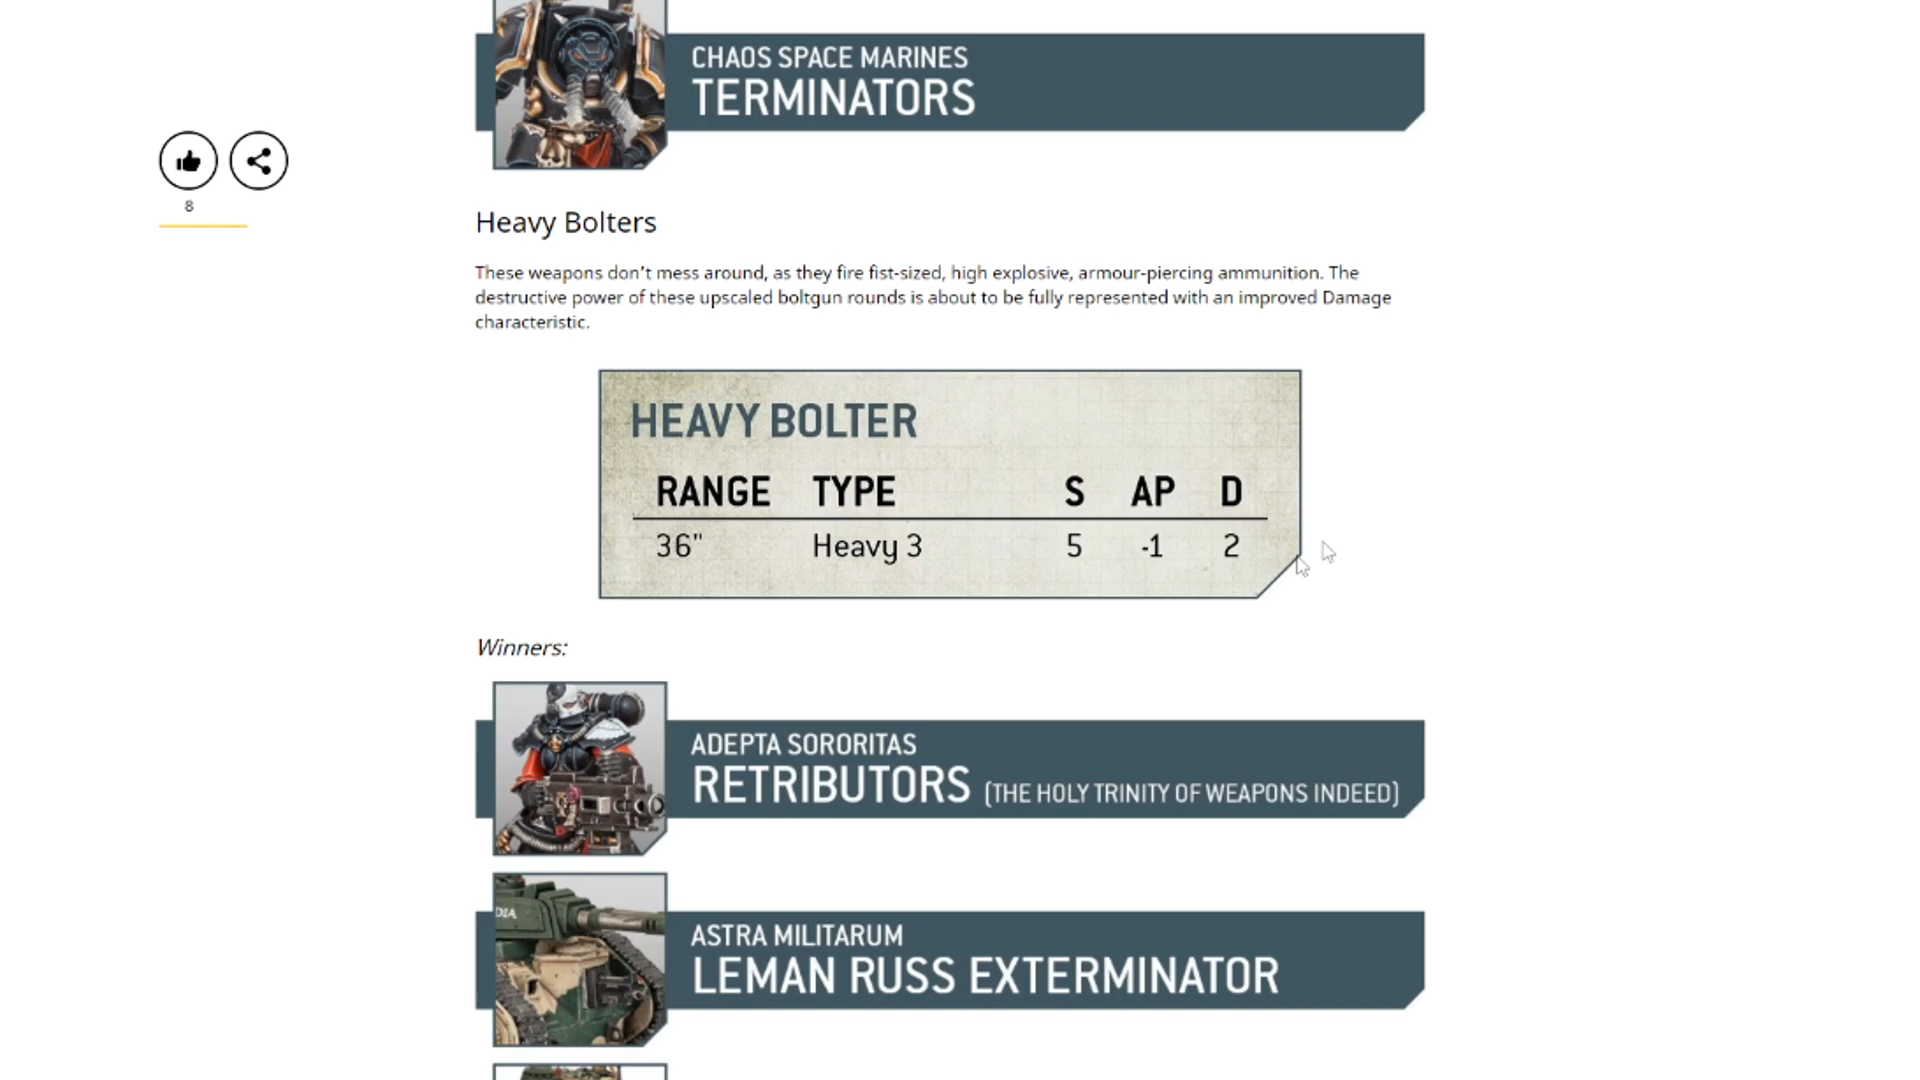 CHAOS SPACE MARINES
TERMINATORS
8
Heavy Bolters
These weapons don't mess around, as they fire fist-sized, high explosive, armour-piercing ammunition. The
destructive power of these upscaled boltgun rounds is about to be fully represented with an improved Damage
characteristic.
HEAVY BOLTER
RANGE TYPE S AP D
36" Heavy 3 5 -1 2
Winners:
ADEPTA SORORITAS
RETRIBUTORS (THE HOLY TRINITY OF WEAPONS INDEED)
DIA
ASTRA MILITARUM
LEMAN RUSS EXTERMINATOR